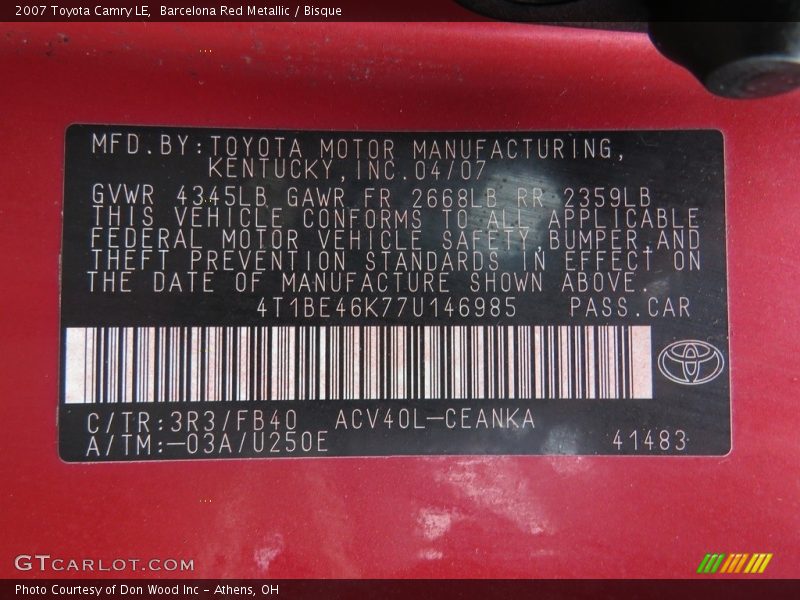 2007 Toyota Camry LE,  Barcelona Red Metallic / Bisque
MFD.BY:TOYOTA MOTOR MANUFACTURING,
KENTUCKY,INC.04/07
GVWR 4345LB GAWR FR 2668LB RR 2359LB
THIS VEHICLE CONFORMS TO ALL APPLICABLE
FEDERAL MOTOR VEHICLE SAFETY,BUMPER,AND
THEFT PREVENTION STANDARDS IN EFFECT ON
THE DATE OF MANUFACTURE SHOWN ABOVE.
4T1BE46K77U146985 PASS.CAR
C/TR:3R3/FB40 ACV40L-CEANKA
A/TM:-03A/U250E 41483
GTCARLOT.COM
Photo Courtesy of Don Wood Inc - Athens, OH